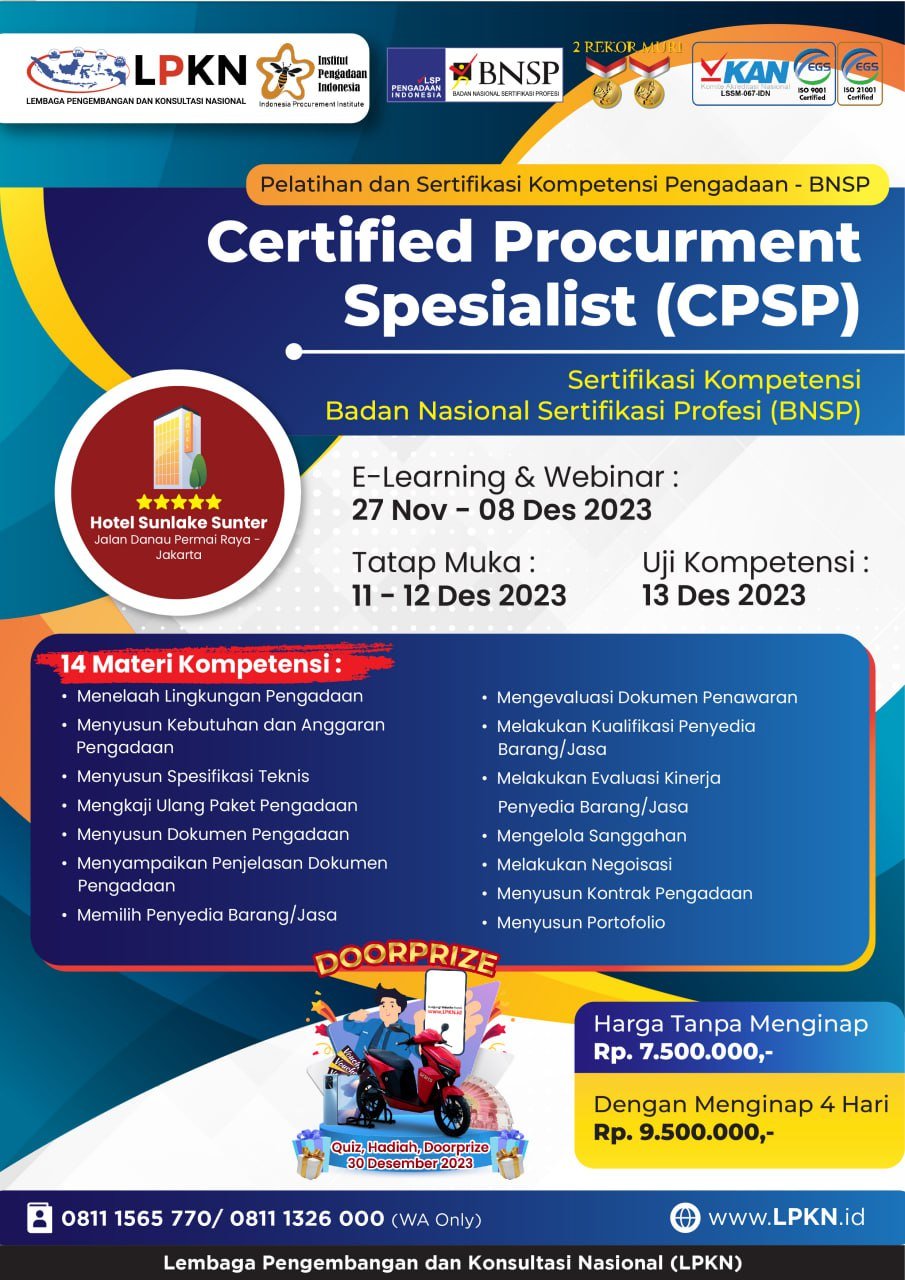 LPKN
LEMBAGA PENGEMBANGAN DAN KONSULTASI NASIONAL
Institut
Pengadaan
Indonesia
Indonesia Procurement Institute
LSP
PENGADAAN
INDONESIA
BNSP
BADAN NASIONAL SERTIFIKASI PROFESI
2 REKOR MURI
KAN
Komite Akreditasi Nasional
LSSM-067-IDN
EGS
ISO 9001
Certified
EGS
ISO 21001
Certified
Pelatihan dan Sertifikasi Kompetensi Pengadaan - BNSP
Certified Procurment
Spesialist (CPSP)
Sertifikasi Kompetensi
Badan Nasional Sertifikasi Profesi (BNSP)
HOTEL
Hotel Sunlake Sunter
Jalan Danau Permai Raya -
Jakarta
E-Learning & Webinar :
27 Nov - 08 Des 2023
Tatap Muka :
11 - 12 Des 2023
Uji Kompetensi :
13 Des 2023
14 Materi Kompetensi :
• Menelaah Lingkungan Pengadaan
• Menyusun Kebutuhan dan Anggaran
Pengadaan
• Menyusun Spesifikasi Teknis
• Mengkaji Ulang Paket Pengadaan
• Menyusun Dokumen Pengadaan
• Menyampaikan Penjelasan Dokumen
Pengadaan
• Memilih Penyedia Barang/Jasa
• Mengevaluasi Dokumen Penawaran
• Melakukan Kualifikasi Penyedia
Barang/Jasa
• Melakukan Evaluasi Kinerja
Penyedia Barang/Jasa
• Mengelola Sanggahan
• Melakukan Negoisasi
• Menyusun Kontrak Pengadaan
• Menyusun Portofolio
DOORPRIZE
www.LPKN.id
Voucher
Quiz, Hadiah, Doorprize
30 Desember 2023
Harga Tanpa Menginap
Rp. 7.500.000,-
Dengan Menginap 4 Hari
Rp. 9.500.000,-
0811 1565 770/ 0811 1326 000 (WA Only)
www.LPKN.id
Lembaga Pengembangan dan Konsultasi Nasional (LPKN)